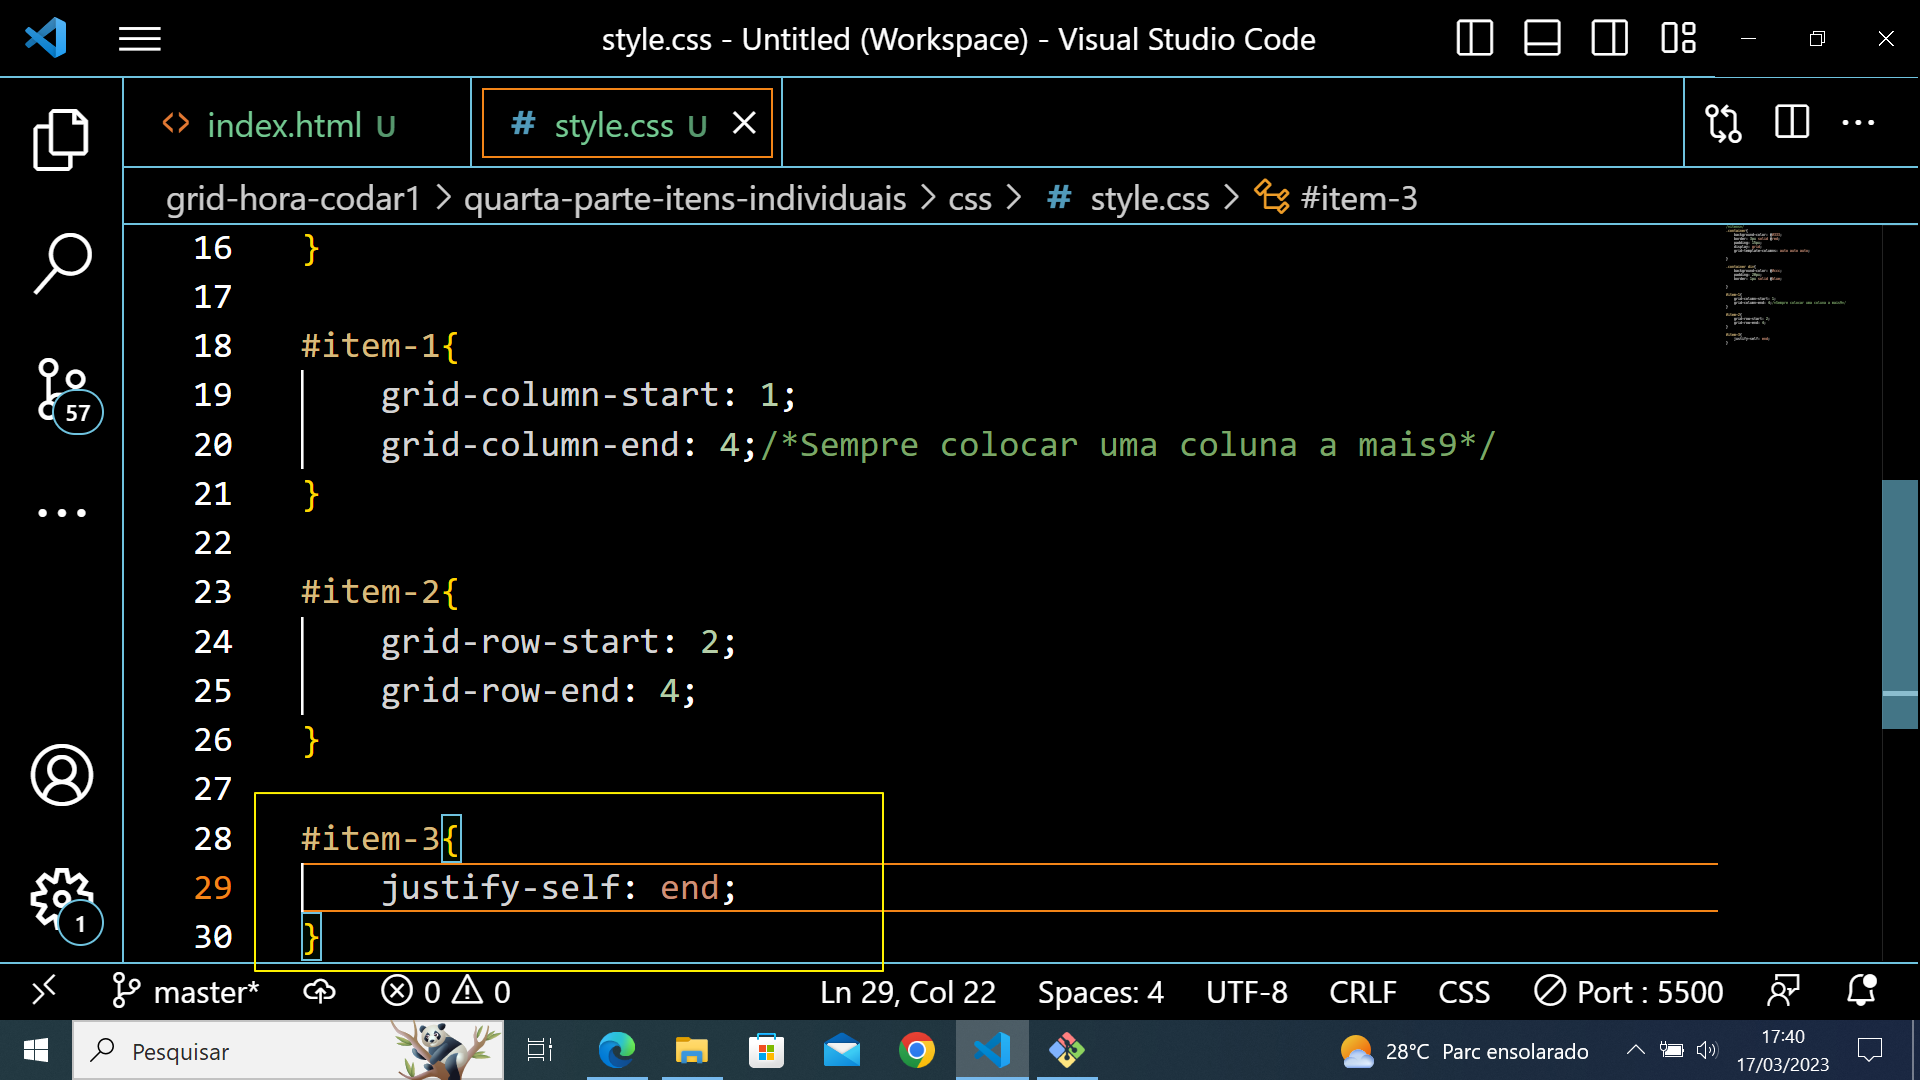 style.css - Untitled (Workspace) - Visual Studio Code
index.html U
# style.css U
grid-hora-codar1 > quarta-parte-itens-individuais > css > # style.css > #item-3
16 }
17
18 #item-1{
19 grid-column-start: 1;
20 grid-column-end: 4;/*Sempre colocar uma coluna a mais9*/
21 }
22
23 #item-2{
24 grid-row-start: 2;
25 grid-row-end: 4;
26 }
27
28 #item-3{
29 justify-self: end;
30 }
57
1
master* 0 0 Ln 29, Col 22 Spaces: 4 UTF-8 CRLF CSS Port : 5500
Pesquisar
28°C Parc ensolarado
17:40
17/03/2023